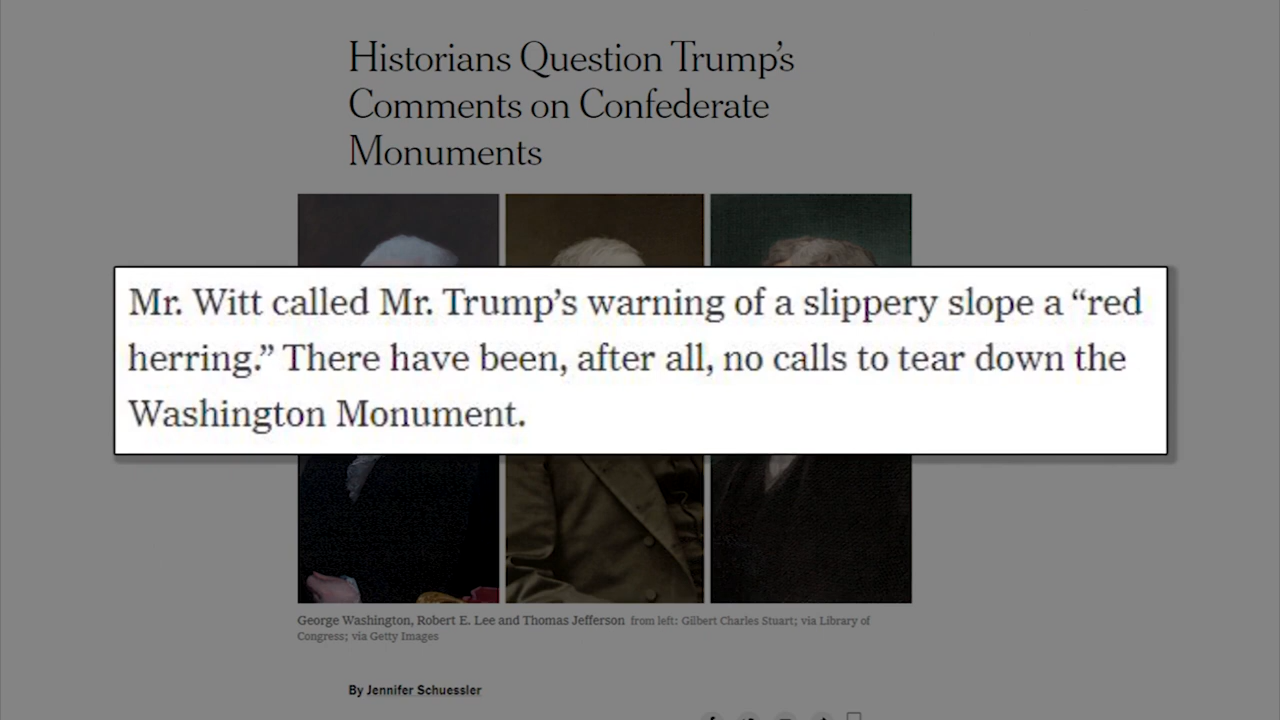 Historians Question Trump’s
Comments on Confederate
Monuments
Mr. Witt called Mr. Trump’s warning of a slippery slope a “red
herring.” There have been, after all, no calls to tear down the
Washington Monument.
George Washington, Robert E. Lee and Thomas Jefferson from left: Gilbert Charles Stuart; via Library of
Congress; via Getty Images
By Jennifer Schuessler